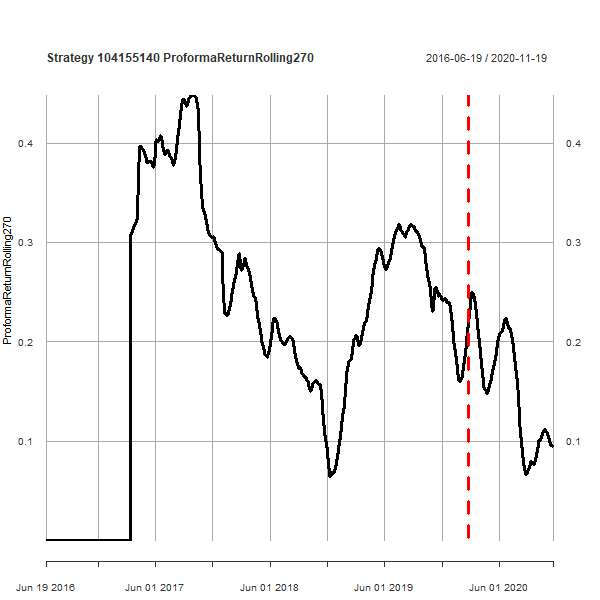 Strategy 104155140 ProformaReturnRolling270
2016-06-19 / 2020-11-19
ProformaReturnRolling270
0.4
0.4
0.3
0.3
0.2
0.2
0.1
0.1
Jun 19 2016
Jun 01 2017
Jun 01 2018
Jun 01 2019
Jun 01 2020